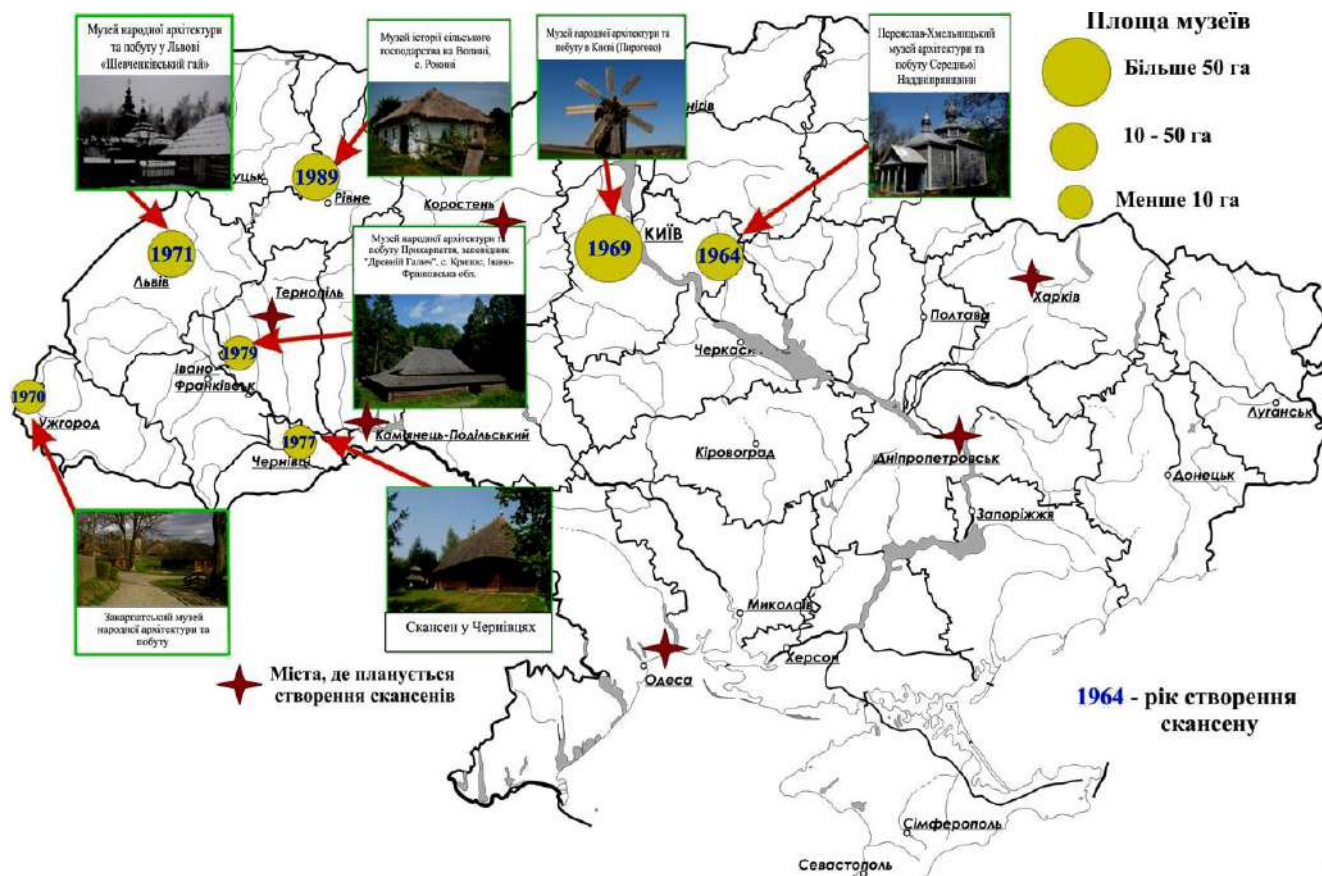 Музей народної архітектури
та побуту у Львові
«Шевченківський гай»
Музей історії сільського
господарства на Волині,
с. Рокині
Музей народної архітектури та
побуту в Києві (Пирогово)
Переяслав-Хмельницький
музей архітектури та
побуту Середньої
Наддніпрянщини
Площа музеїв
Більше 50 га
10 - 50 га
Менше 10 га
нідів
1989
уцьк
Рівне
Коростень
Музей народної архітектури та
побуту Прикарпаття, заповідник
"Древній Галич", с. Крилос, Івано-
Франковська обл.
1971
Львів
1969
КИЇВ
1964
Харків
Тернопіль
Полтава
1979
Івано-
Франківськ
Черкаси
1970
Ужгород
Луганськ
1977
Чернівці
Камянець-Подільський
Кіровоград
Дніпропетровськ
Донецьк
Запоріжжя
Закарпатський музей
народної архітектури та
побуту
Скансен у Чернівцях
Миколаїв
Херсон
Одеса
Міста, де планується
створення скансенів
1964 - рік створення
скансену
Сімферополь
Севастополь